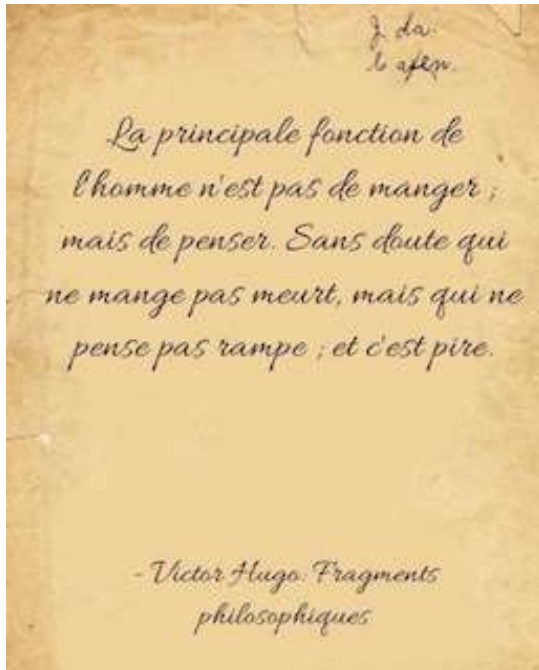 La principale fonction de
l'homme n'est pas de manger ;
mais de penser. Sans doute qui
ne mange pas meurt, mais qui ne
pense pas rampe ; et c'est pire.
- Victor Hugo: Fragments
philosophiques